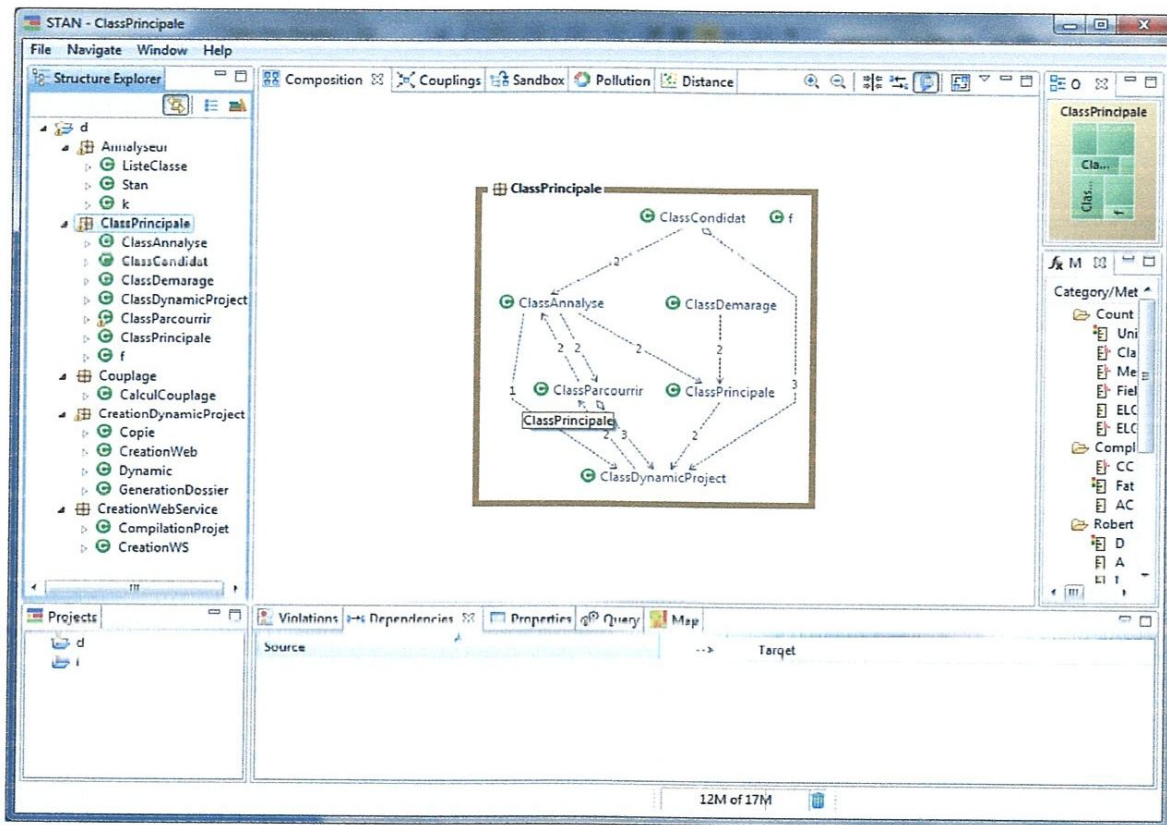 STAN - ClassPrincipale
File Navigate Window Help
Structure Explorer
d
Annalyseur
ListeClasse
Stan
k
ClassPrincipale
ClassAnnalyse
ClassCondidat
ClassDemarage
ClassDynamicProject
ClassParcourrir
ClassPrincipale
f
Couplage
CalculCouplage
CreationDynamicProject
Copie
CreationWeb
Dynamic
GenerationDossier
CreationWebService
CompilationProjet
CreationWS
Composition Couplings Sandbox Pollution Distance
ClassPrincipale
ClassCondidat f
2
ClassAnnalyse ClassDemarage
2 2 2 2
1 ClassParcourrir ClassPrincipale 3
ClassPrincipale
2 3 2
ClassDynamicProject
O
ClassPrincipale
Cla...
Clas...
f
M
Category/Met
Count
Uni
Cla
Me
Fiel
ELC
ELC
Compl
CC
Fat
AC
Robert
D
A
Projects
d
Violations Dependencies Properties Query Map
Source --> Target
12M of 17M